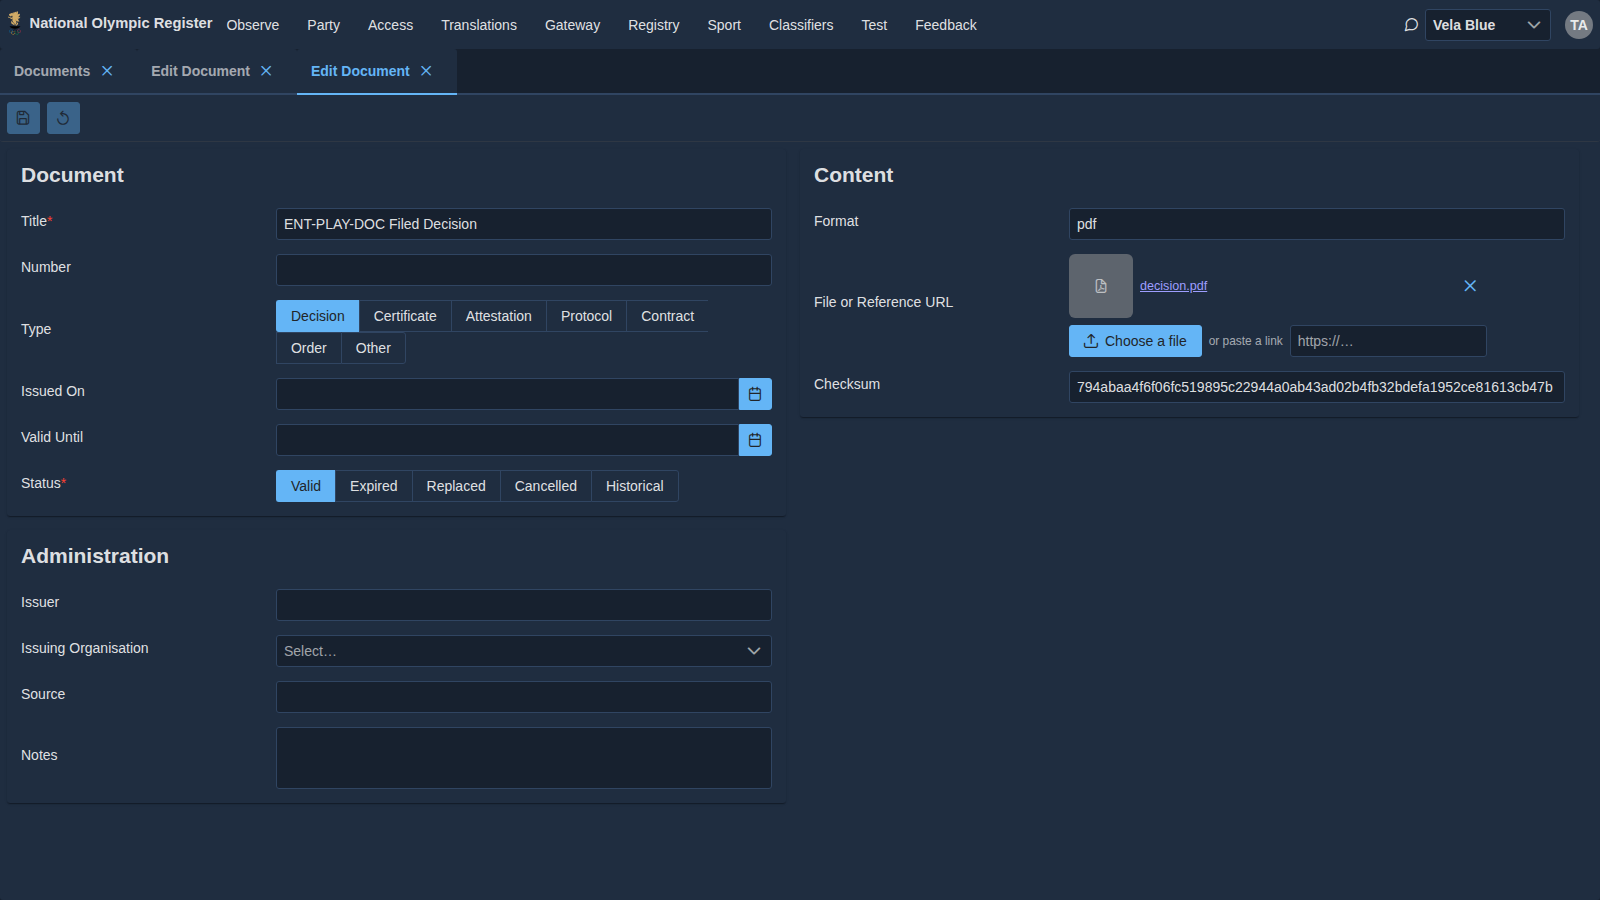 National Olympic Register Observe Party Access Translations Gateway Registry Sport Classifiers Test Feedback Vela Blue TA
Documents Edit Document Edit Document
Document
Title*
ENT-PLAY-DOC Filed Decision
Number
Type
Decision Certificate Attestation Protocol Contract
Order Other
Issued On
Valid Until
Status*
Valid Expired Replaced Cancelled Historical
Administration
Issuer
Issuing Organisation
Select…
Source
Notes
Content
Format
pdf
File or Reference URL
decision.pdf
Choose a file or paste a link https://…
Checksum
794abaa4f6f06fc519895c22944a0ab43ad02b4fb32bdefa1952ce81613cb47b